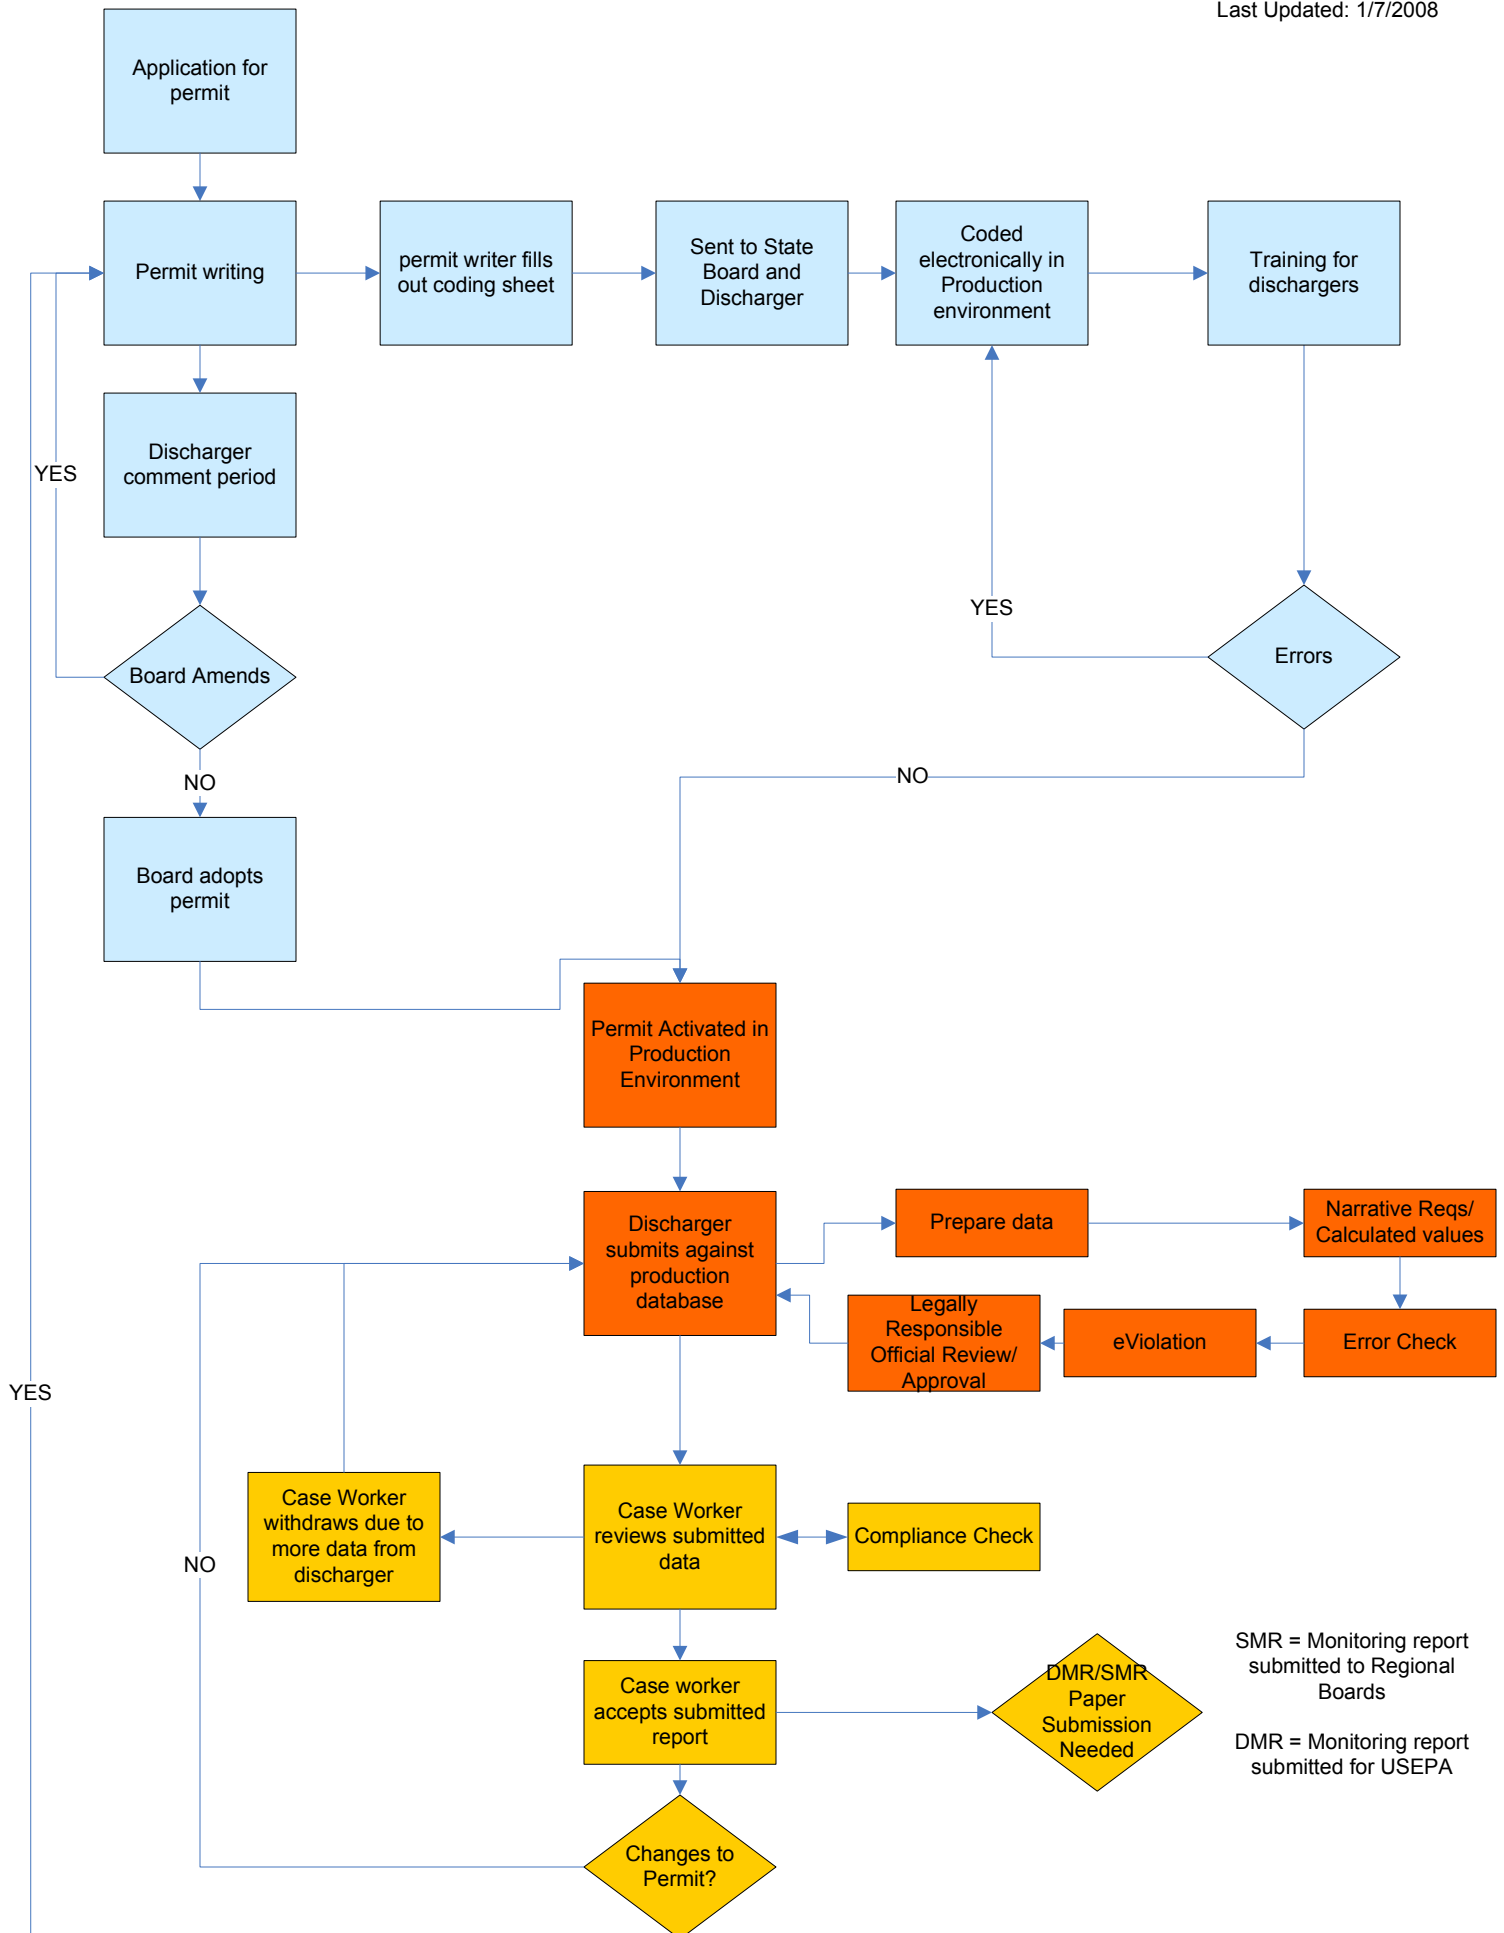 Last Updated: 1/7/2008
Application for
permit
Permit writing
permit writer fills
out coding sheet
Sent to State
Board and
Discharger
Coded
electronically in
Production
environment
Training for
dischargers
Discharger
comment period
YES
YES
Board Amends
Errors
NO
NO
Board adopts
permit
Permit Activated in
Production
Environment
Discharger
submits against
production
database
Prepare data
Narrative Reqs/
Calculated values
Legally
Responsible
Official Review/
Approval
eViolation
Error Check
YES
Case Worker
withdraws due to
more data from
discharger
Case Worker
reviews submitted
data
Compliance Check
NO
Case worker
accepts submitted
report
DMR/SMR
Paper
Submission
Needed
SMR = Monitoring report
submitted to Regional
Boards
DMR = Monitoring report
submitted for USEPA
Changes to
Permit?